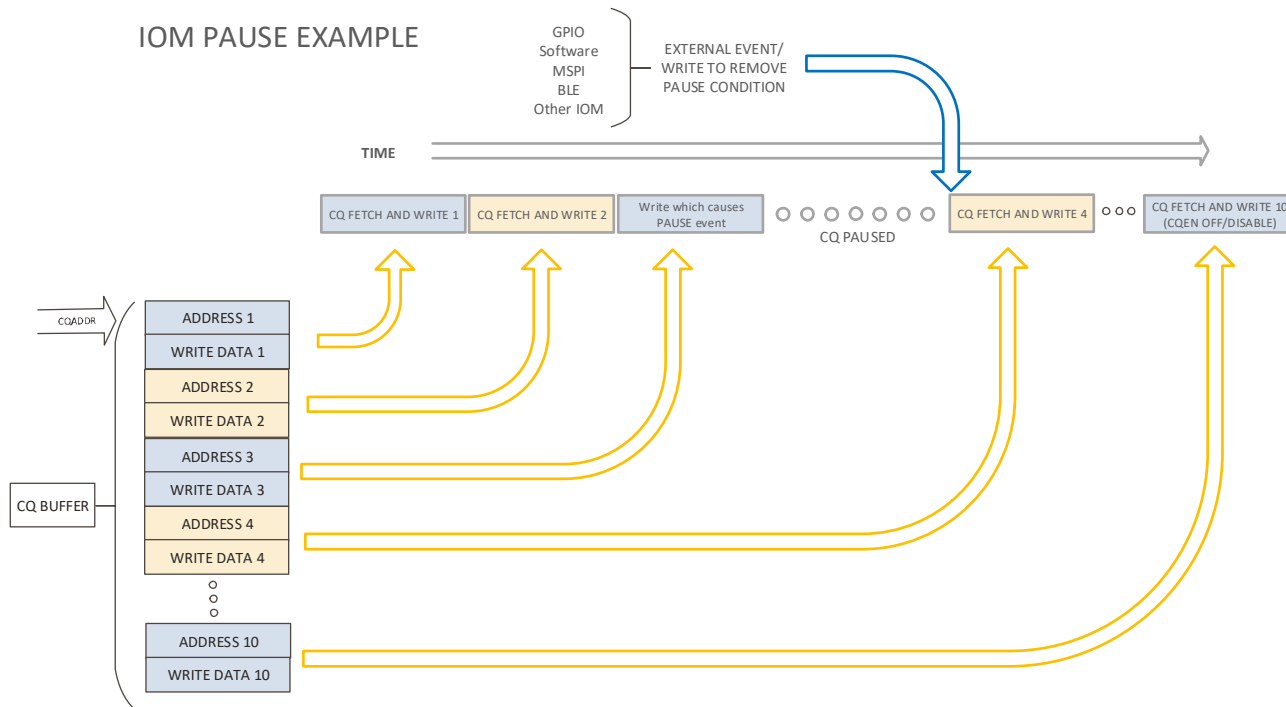 IOM PAUSE EXAMPLE
GPIO
Software
MSPI
BLE
Other IOM
EXTERNAL EVENT/
WRITE TO REMOVE
PAUSE CONDITION
TIME
CQ FETCH AND WRITE 1
CQ FETCH AND WRITE 2
Write which causes
PAUSE event
CQ PAUSED
CQ FETCH AND WRITE 4
CQ FETCH AND WRITE 10
(CQEN OFF/DISABLE)
CQADDR
ADDRESS 1
WRITE DATA 1
ADDRESS 2
WRITE DATA 2
ADDRESS 3
WRITE DATA 3
CQ BUFFER
ADDRESS 4
WRITE DATA 4
ADDRESS 10
WRITE DATA 10